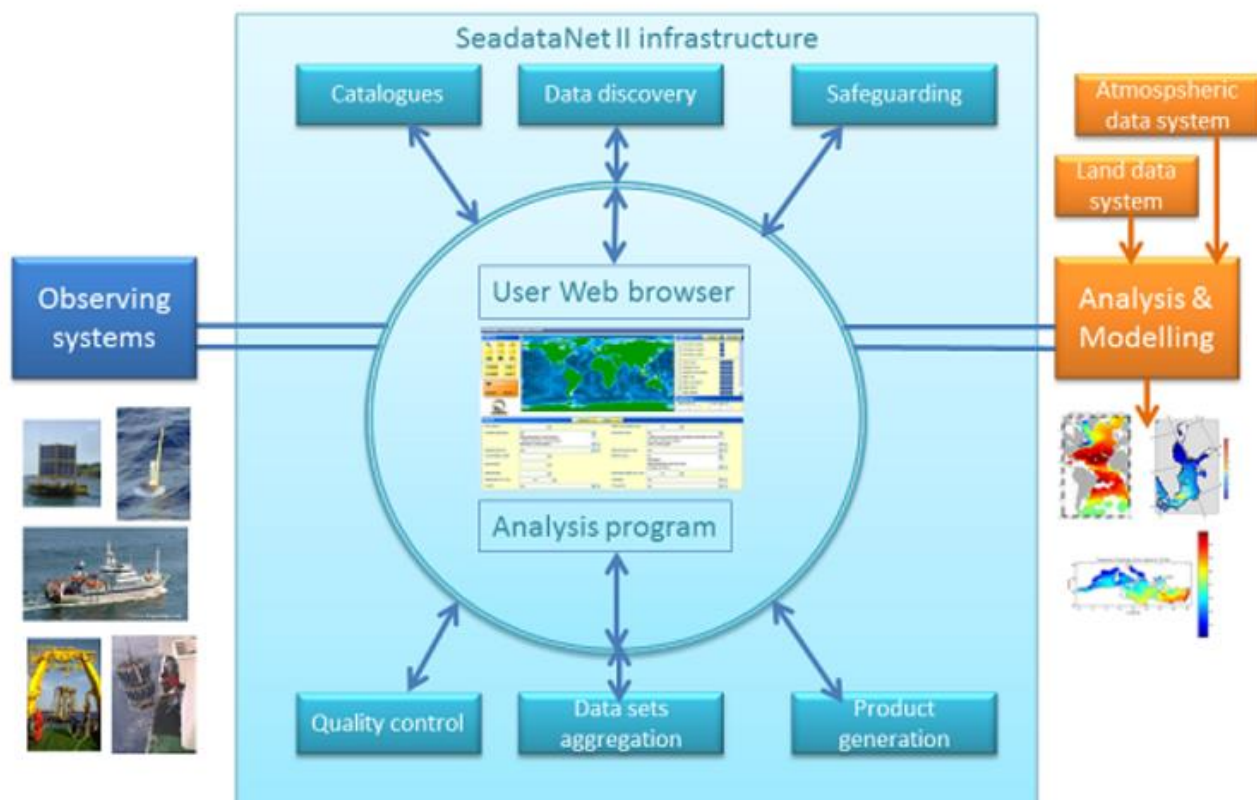 SeadataNet II infrastructure
Catalogues
Data discovery
Safeguarding
Atmospsheric
data system
Land data
system
Observing
systems
User Web browser
Analysis &
Modelling
Analysis program
Quality control
Data sets
aggregation
Product
generation